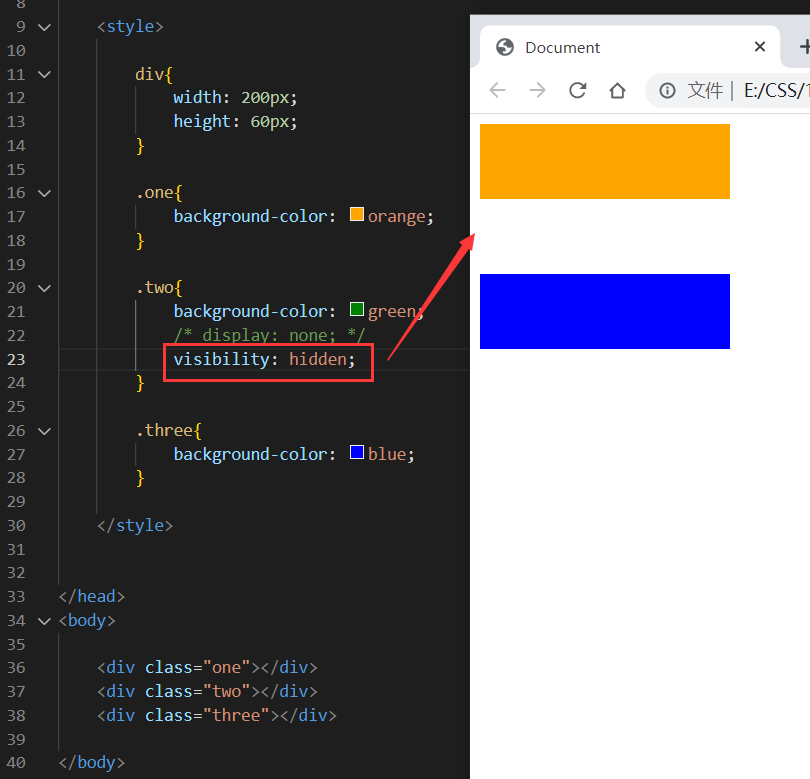 8
9 <style>
10
11 div{
12 width: 200px;
13 height: 60px;
14 }
15
16 .one{
17 background-color: orange;
18 }
19
20 .two{
21 background-color: green;
22 /* display: none; */
23 visibility: hidden;
24 }
25
26 .three{
27 background-color: blue;
28 }
29
30 </style>
31
32
33 </head>
34 <body>
35
36 <div class="one"></div>
37 <div class="two"></div>
38 <div class="three"></div>
39
40 </body>
Document
文件 | E:/CSS/1